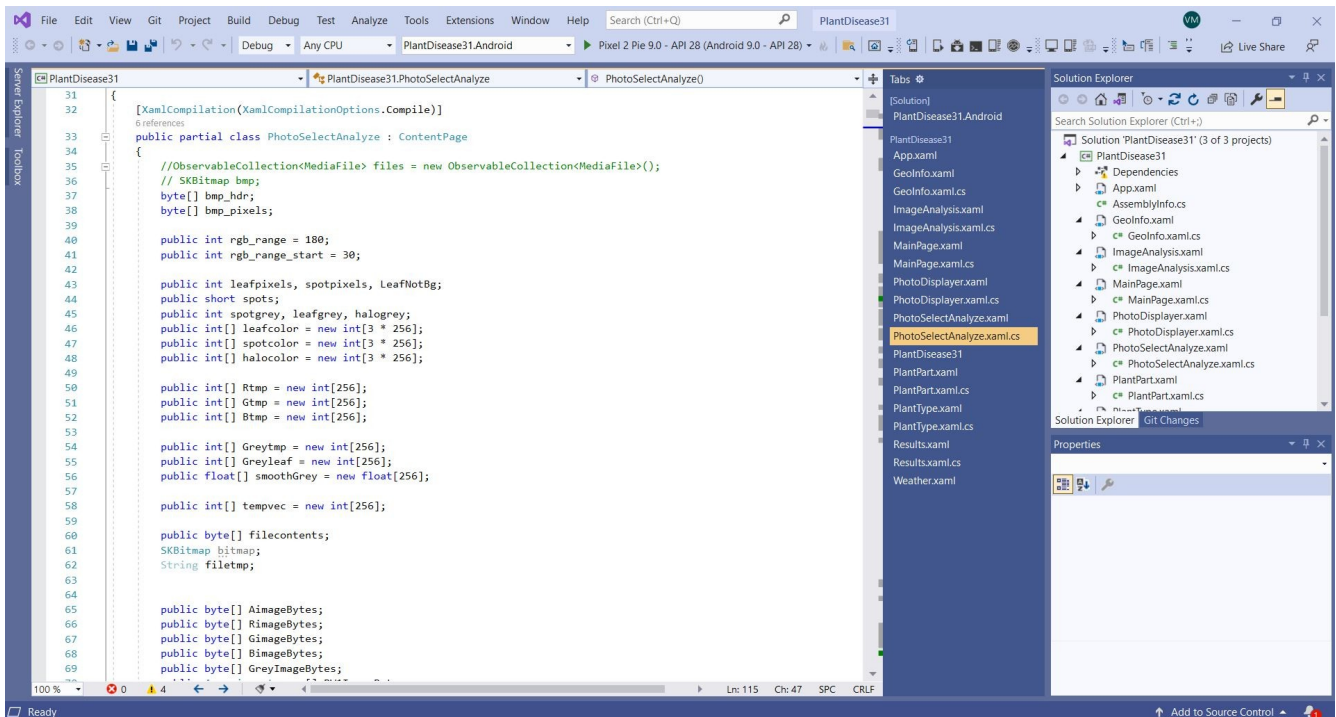 File Edit View Git Project Build Debug Test Analyze Tools Extensions Window Help Search (Ctrl+Q) PlantDisease31 VM
Debug Any CPU PlantDisease31.Android Pixel 2 Pie 9.0 - API 28 (Android 9.0 - API 28) Live Share
Server Explorer
Toolbox
PlantDisease31 PlantDisease31.PhotoSelectAnalyze PhotoSelectAnalyze()
31 {
32 [XamlCompilation(XamlCompilationOptions.Compile)]
6 references
33 public partial class PhotoSelectAnalyze : ContentPage
34 {
35 //ObservableCollection<MediaFile> files = new ObservableCollection<MediaFile>();
36 // SKBitmap bmp;
37 byte[] bmp_hdr;
38 byte[] bmp_pixels;
39
40 public int rgb_range = 180;
41 public int rgb_range_start = 30;
42
43 public int leafpixels, spotpixels, LeafNotBg;
44 public short spots;
45 public int spotgrey, leafgrey, halogrey;
46 public int[] leafcolor = new int[3 * 256];
47 public int[] spotcolor = new int[3 * 256];
48 public int[] halocolor = new int[3 * 256];
49
50 public int[] Rtmp = new int[256];
51 public int[] Gtmp = new int[256];
52 public int[] Btmp = new int[256];
53
54 public int[] Greytmp = new int[256];
55 public int[] Greyleaf = new int[256];
56 public float[] smoothGrey = new float[256];
57
58 public int[] tempvec = new int[256];
59
60 public byte[] filecontents;
61 SKBitmap bitmap;
62 String filetmp;
63
64
65 public byte[] AimageBytes;
66 public byte[] RimageBytes;
67 public byte[] GimageBytes;
68 public byte[] BimageBytes;
69 public byte[] GreyImageBytes;
100 % 0 4 Ln: 115 Ch: 47 SPC CRLF
Tabs
[Solution]
PlantDisease31.Android
PlantDisease31
App.xaml
GeoInfo.xaml
GeoInfo.xaml.cs
ImageAnalysis.xaml
ImageAnalysis.xaml.cs
MainPage.xaml
MainPage.xaml.cs
PhotoDisplayer.xaml
PhotoDisplayer.xaml.cs
PhotoSelectAnalyze.xaml
PhotoSelectAnalyze.xaml.cs
PlantDisease31
PlantPart.xaml
PlantPart.xaml.cs
PlantType.xaml
PlantType.xaml.cs
Results.xaml
Results.xaml.cs
Weather.xaml
Solution Explorer
Search Solution Explorer (Ctrl+;)
Solution 'PlantDisease31' (3 of 3 projects)
C# PlantDisease31
Dependencies
App.xaml
C# AssemblyInfo.cs
GeoInfo.xaml
C# GeoInfo.xaml.cs
ImageAnalysis.xaml
C# ImageAnalysis.xaml.cs
MainPage.xaml
C# MainPage.xaml.cs
PhotoDisplayer.xaml
C# PhotoDisplayer.xaml.cs
PhotoSelectAnalyze.xaml
C# PhotoSelectAnalyze.xaml.cs
PlantPart.xaml
C# PlantPart.xaml.cs
PlantType.xaml
Solution Explorer Git Changes
Properties
Ready Add to Source Control 1